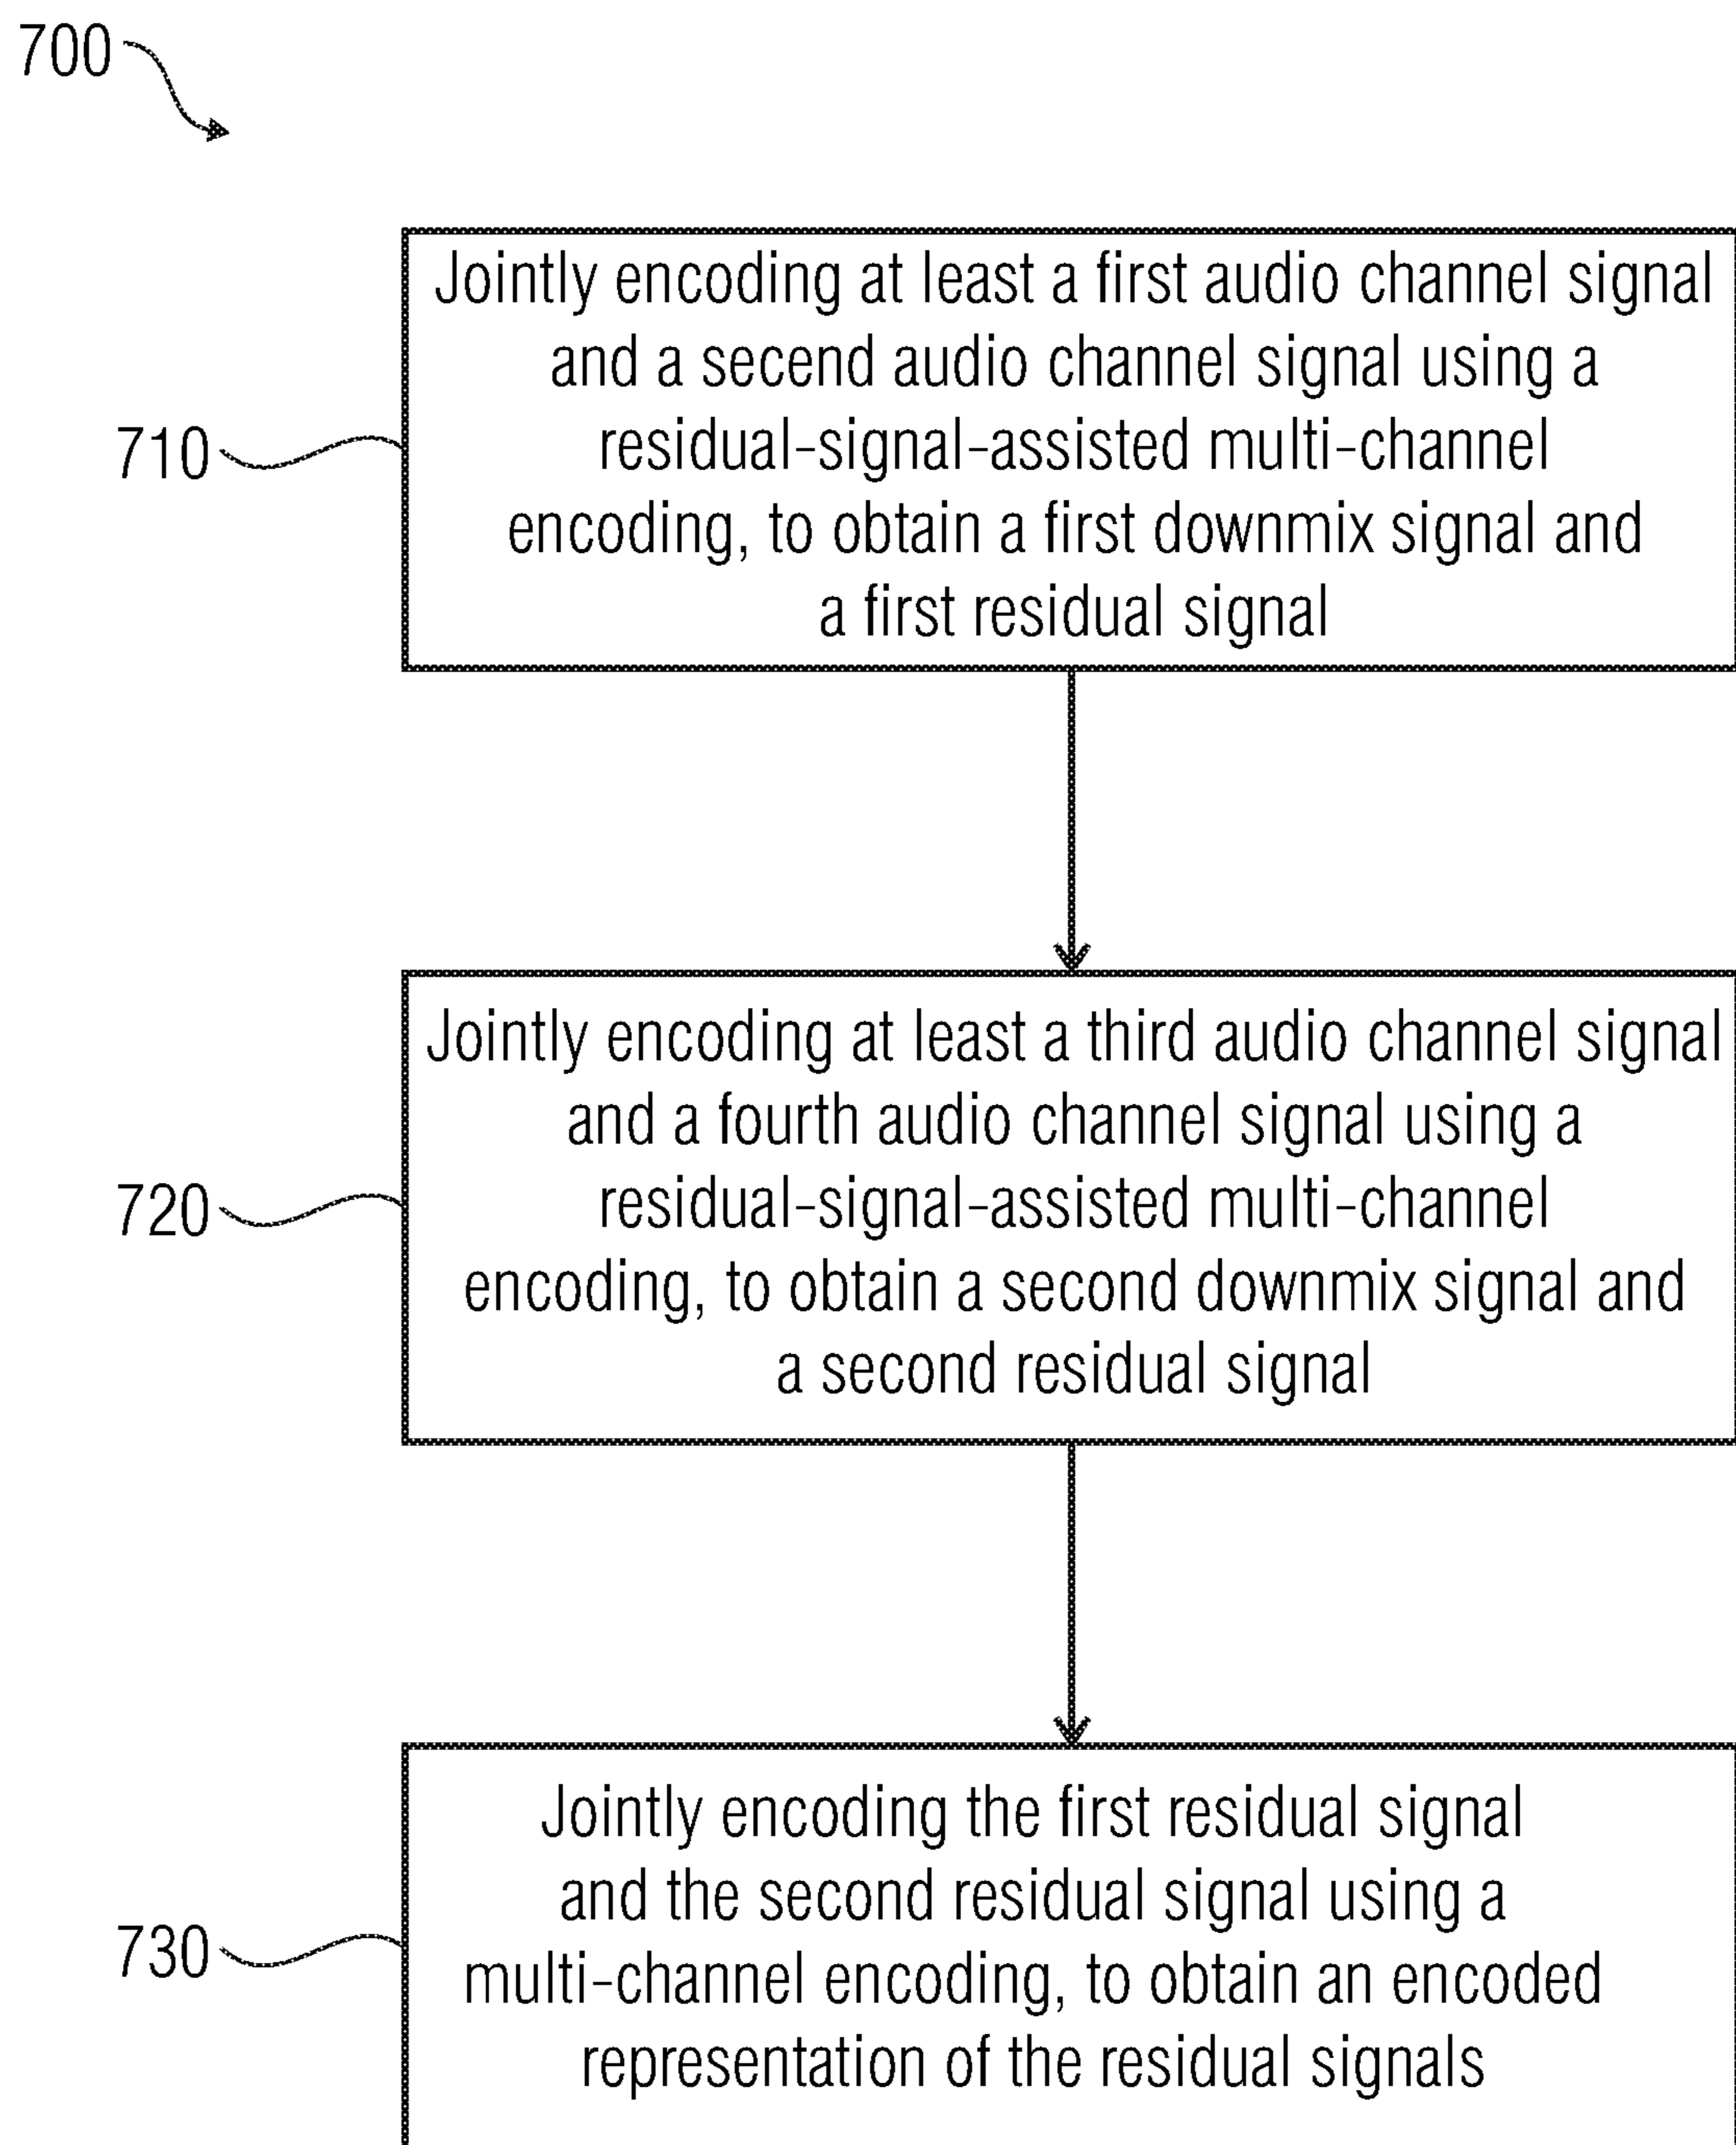 700
Jointly encoding at least a first audio channel signal
and a secend audio channel signal using a
residual-signal-assisted multi-channel
encoding, to obtain a first downmix signal and
a first residual signal
710
Jointly encoding at least a third audio channel signal
and a fourth audio channel signal using a
residual-signal-assisted multi-channel
encoding, to obtain a second downmix signal and
a second residual signal
720
Jointly encoding the first residual signal
and the second residual signal using a
multi-channel encoding, to obtain an encoded
representation of the residual signals
730